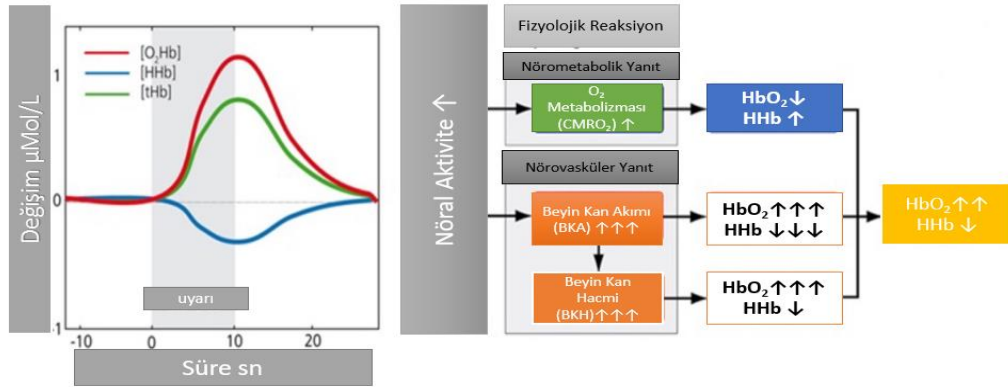 Değişim µMol/L
1
0
-1
[O₂Hb]
[HHb]
[tHb]
uyarı
-10
0
10
20
Süre sn
Nöral Aktivite ↑
Fizyolojik Reaksiyon
Nörometabolik Yanıt
O₂
Metabolizması
(CMRO₂) ↑
HbO₂↓
HHb ↑
Nörovasküler Yanıt
Beyin Kan Akımı
(BKA) ↑↑↑
HbO₂↑↑↑
HHb ↓↓↓
Beyin Kan
Hacmi
(BKH)↑↑↑
HbO₂↑↑↑
HHb ↓
HbO₂↑↑
HHb ↓